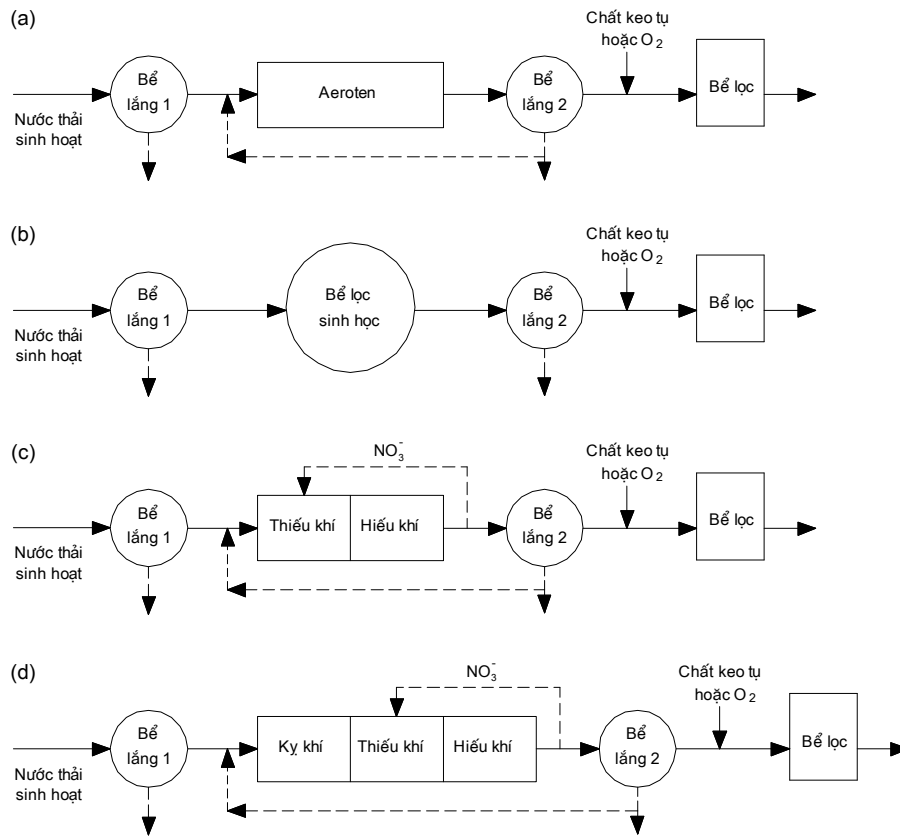 (a)
Chất keo tụ
hoặc O2
Bể
lắng 1
Aeroten
Bể
lắng 2
Bể lọc
Nước thải
sinh hoạt
(b)
Chất keo tụ
hoặc O2
Bể
lắng 1
Bể lọc
sinh học
Bể
lắng 2
Bể lọc
Nước thải
sinh hoạt
(c)
NO3-
Chất keo tụ
hoặc O2
Bể
lắng 1
Thiếu khí
Hiếu khí
Bể
lắng 2
Bể lọc
Nước thải
sinh hoạt
(d)
NO3-
Chất keo tụ
hoặc O2
Bể
lắng 1
Kỵ khí
Thiếu khí
Hiếu khí
Bể
lắng 2
Bể lọc
Nước thải
sinh hoạt